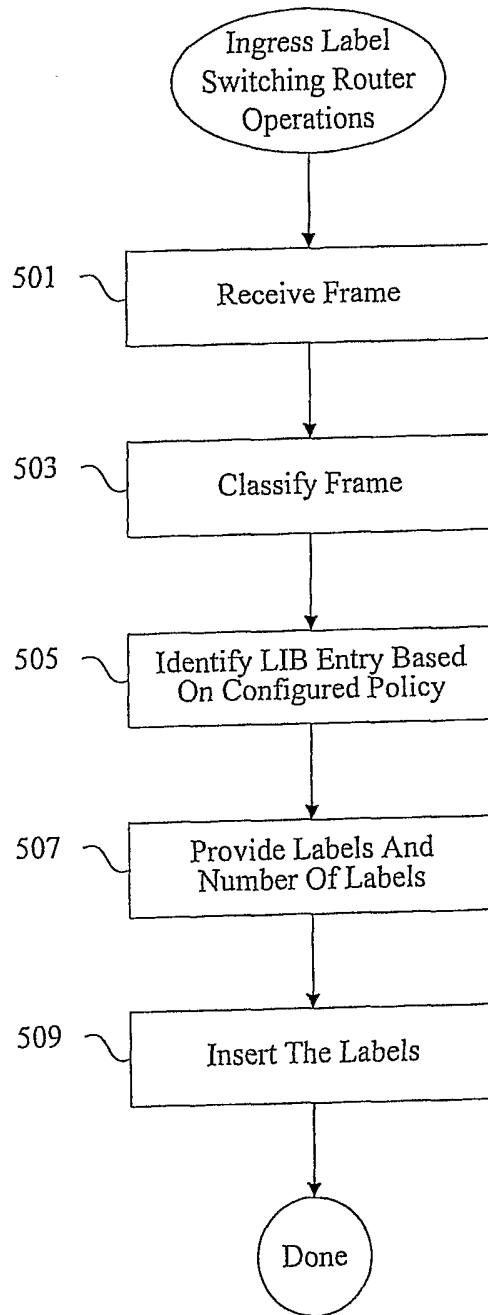 Ingress Label
Switching Router
Operations
501
Receive Frame
503
Classify Frame
505
Identify LIB Entry Based
On Configured Policy
507
Provide Labels And
Number Of Labels
509
Insert The Labels
Done